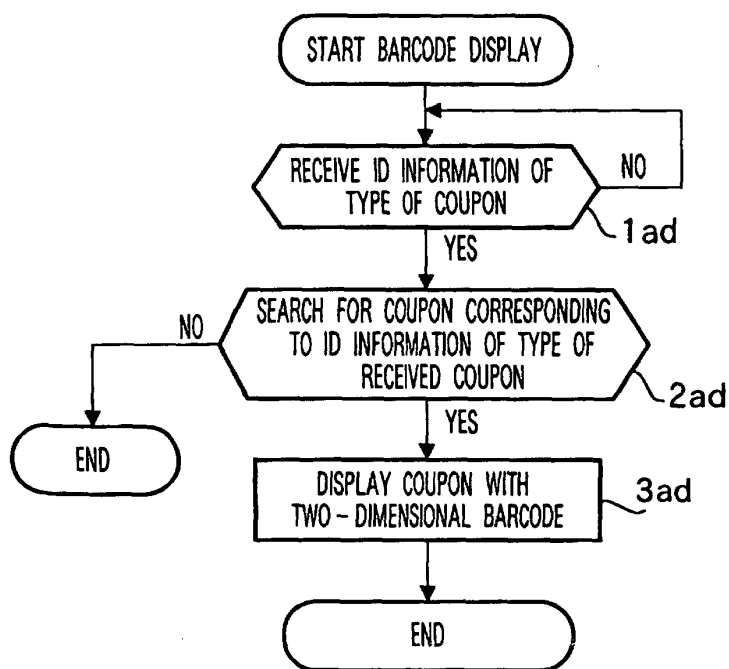 START BARCODE DISPLAY
RECEIVE ID INFORMATION OF
TYPE OF COUPON
NO
1ad
YES
SEARCH FOR COUPON CORRESPONDING
TO ID INFORMATION OF TYPE OF
RECEIVED COUPON
NO
2ad
YES
END
DISPLAY COUPON WITH
TWO-DIMENSIONAL BARCODE
3ad
END